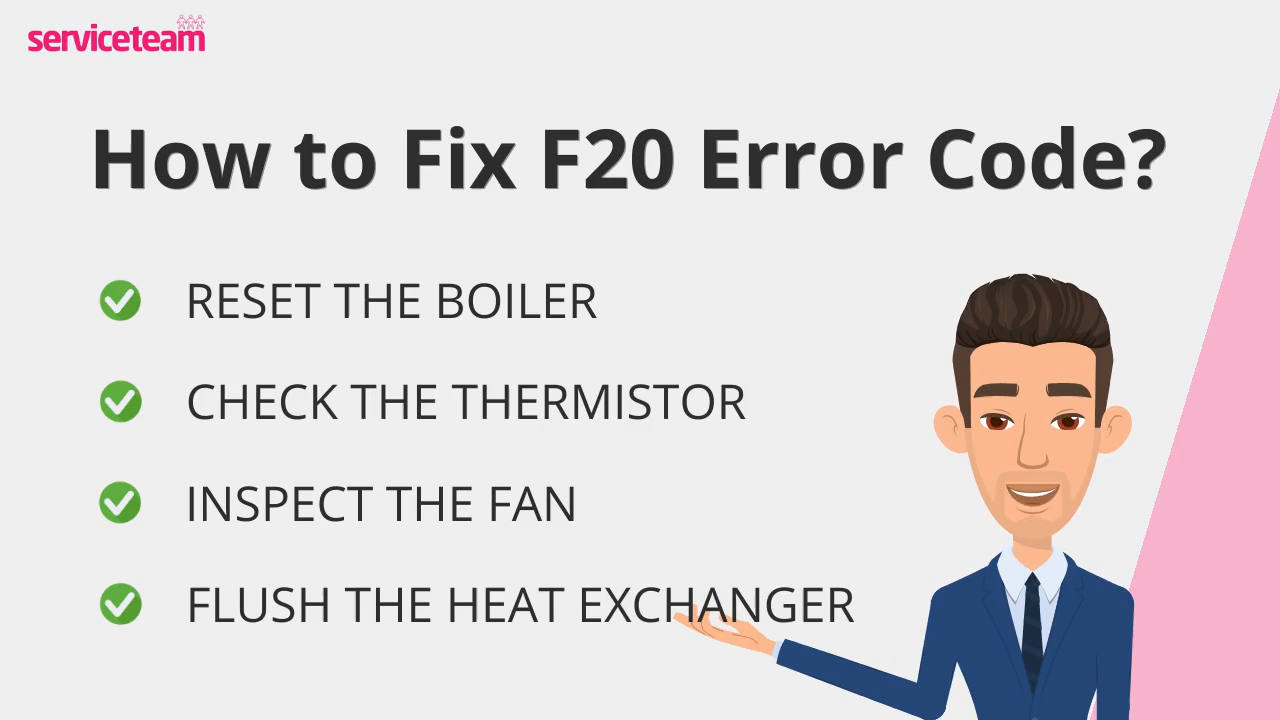 serviceteam
How to Fix F20 Error Code?
RESET THE BOILER
CHECK THE THERMISTOR
INSPECT THE FAN
FLUSH THE HEAT EXCHANGER